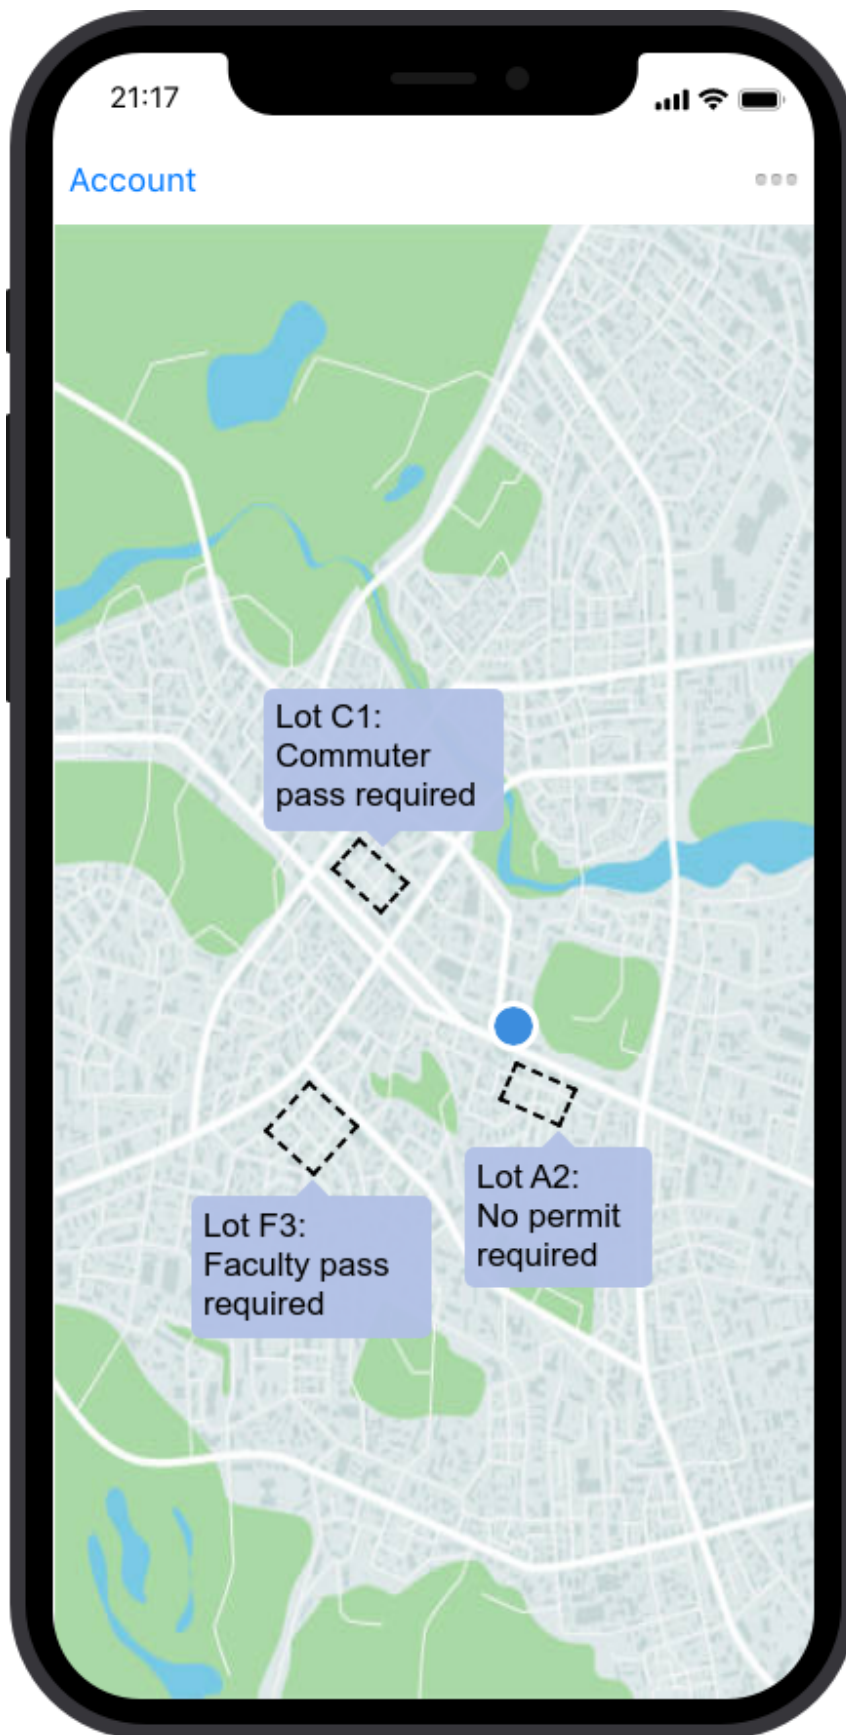 21:17
Account
Lot C1:
Commuter
pass required
Lot A2:
No permit
required
Lot F3:
Faculty pass
required